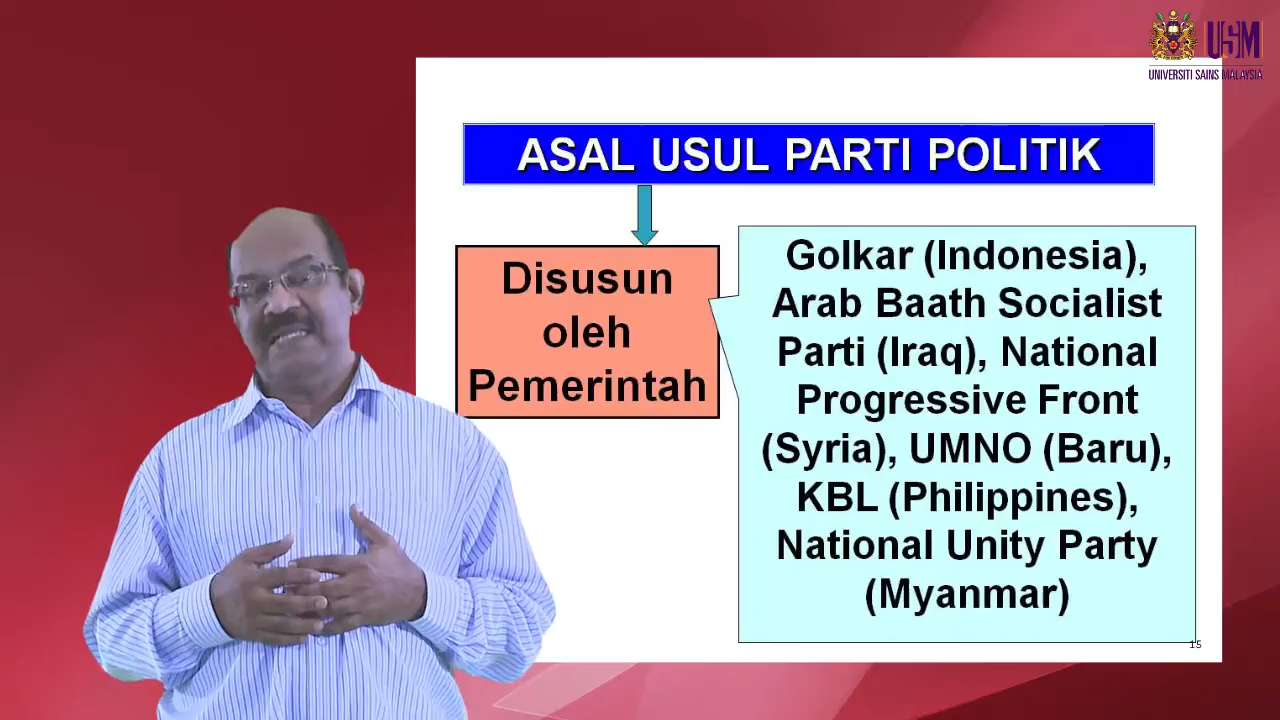 USM
UNIVERSITI SAINS MALAYSIA
ASAL USUL PARTI POLITIK
Disusun
oleh
Pemerintah
Golkar (Indonesia),
Arab Baath Socialist
Parti (Iraq), National
Progressive Front
(Syria), UMNO (Baru),
KBL (Philippines),
National Unity Party
(Myanmar)
15